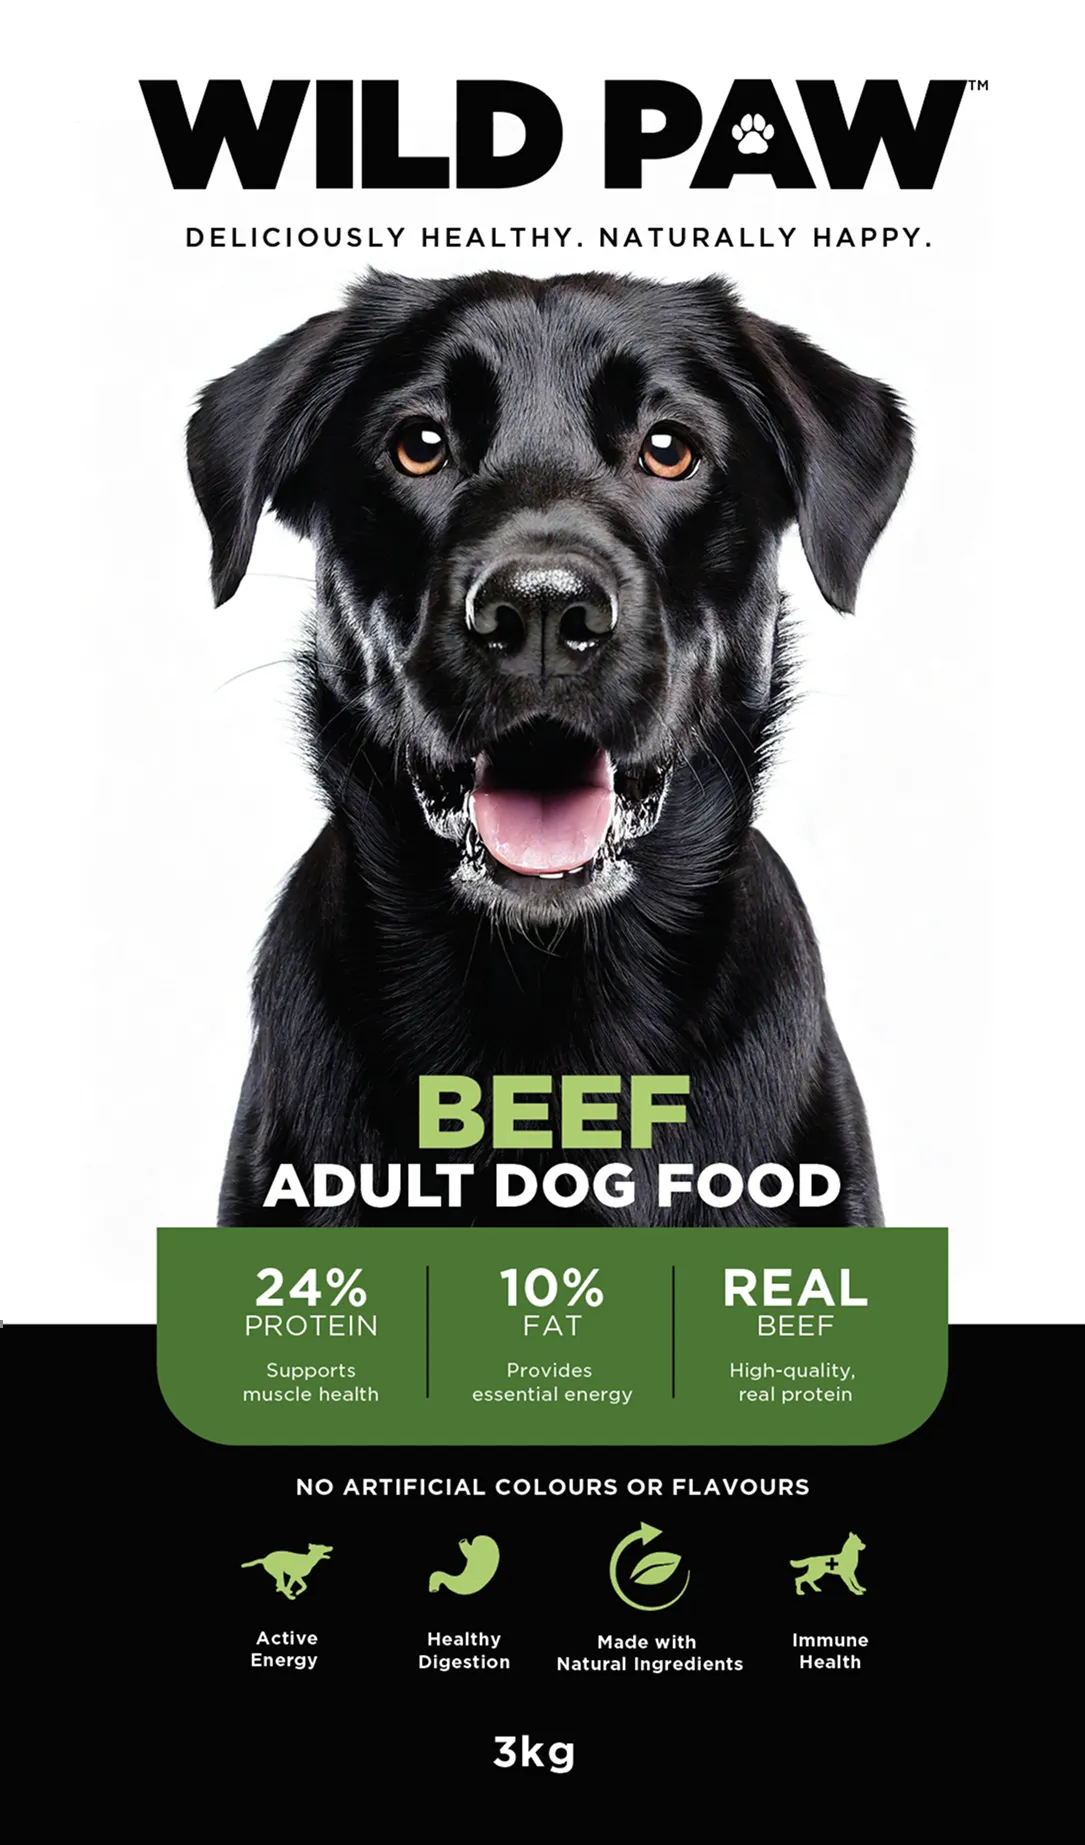 WILD PAW™
DELICIOUSLY HEALTHY. NATURALLY HAPPY.
BEEF
ADULT DOG FOOD
24%
PROTEIN
Supports
muscle health
10%
FAT
Provides
essential energy
REAL
BEEF
High-quality,
real protein
NO ARTIFICIAL COLOURS OR FLAVOURS
Active
Energy
Healthy
Digestion
Made with
Natural Ingredients
Immune
Health
3kg